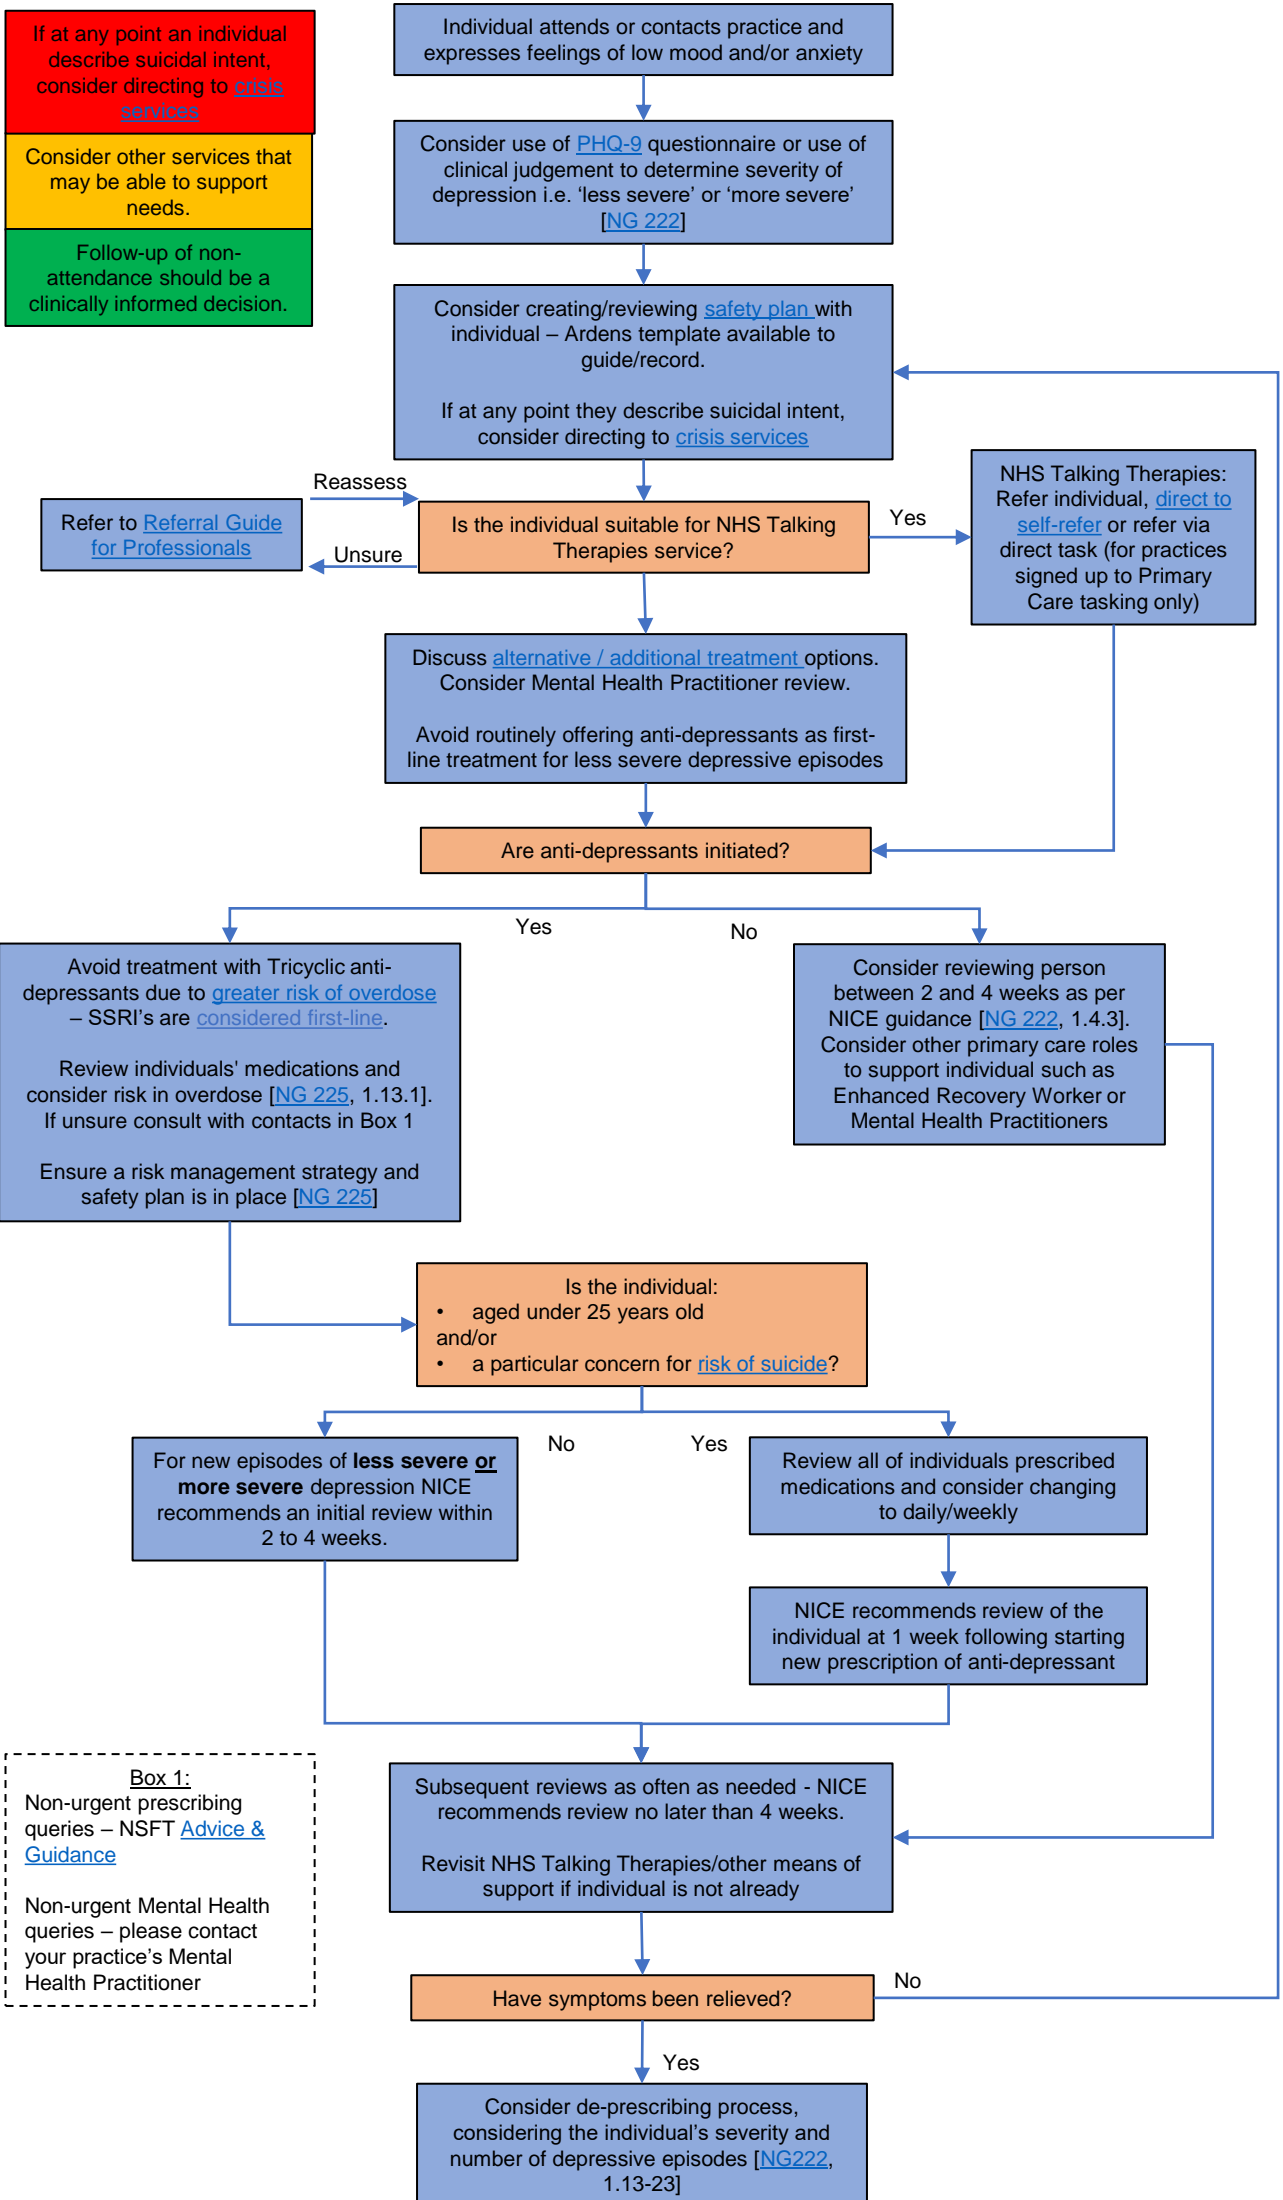 If at any point an individual
describe suicidal intent,
consider directing to crisis
services
Consider other services that
may be able to support
needs.
Follow-up of non-
attendance should be a
clinically informed decision.
Individual attends or contacts practice and
expresses feelings of low mood and/or anxiety
Consider use of PHQ-9 questionnaire or use of
clinical judgement to determine severity of
depression i.e. ‘less severe’ or ‘more severe’
[NG 222]
Consider creating/reviewing safety plan with
individual – Ardens template available to
guide/record.
If at any point they describe suicidal intent,
consider directing to crisis services
Reassess
Refer to Referral Guide
for Professionals
Unsure
Is the individual suitable for NHS Talking
Therapies service?
Yes
NHS Talking Therapies:
Refer individual, direct to
self-refer or refer via
direct task (for practices
signed up to Primary
Care tasking only)
Discuss alternative / additional treatment options.
Consider Mental Health Practitioner review.
Avoid routinely offering anti-depressants as first-
line treatment for less severe depressive episodes
Are anti-depressants initiated?
Yes
No
Avoid treatment with Tricyclic anti-
depressants due to greater risk of overdose
– SSRI's are considered first-line.
Review individuals' medications and
consider risk in overdose [NG 225, 1.13.1].
If unsure consult with contacts in Box 1
Ensure a risk management strategy and
safety plan is in place [NG 225]
Consider reviewing person
between 2 and 4 weeks as per
NICE guidance [NG 222, 1.4.3].
Consider other primary care roles
to support individual such as
Enhanced Recovery Worker or
Mental Health Practitioners
Is the individual:
• aged under 25 years old
and/or
• a particular concern for risk of suicide?
No
Yes
For new episodes of less severe or
more severe depression NICE
recommends an initial review within
2 to 4 weeks.
Review all of individuals prescribed
medications and consider changing
to daily/weekly
NICE recommends review of the
individual at 1 week following starting
new prescription of anti-depressant
Box 1:
Non-urgent prescribing
queries – NSFT Advice &
Guidance
Non-urgent Mental Health
queries – please contact
your practice's Mental
Health Practitioner
Subsequent reviews as often as needed - NICE
recommends review no later than 4 weeks.
Revisit NHS Talking Therapies/other means of
support if individual is not already
Have symptoms been relieved?
No
Yes
Consider de-prescribing process,
considering the individual’s severity and
number of depressive episodes [NG222,
1.13-23]